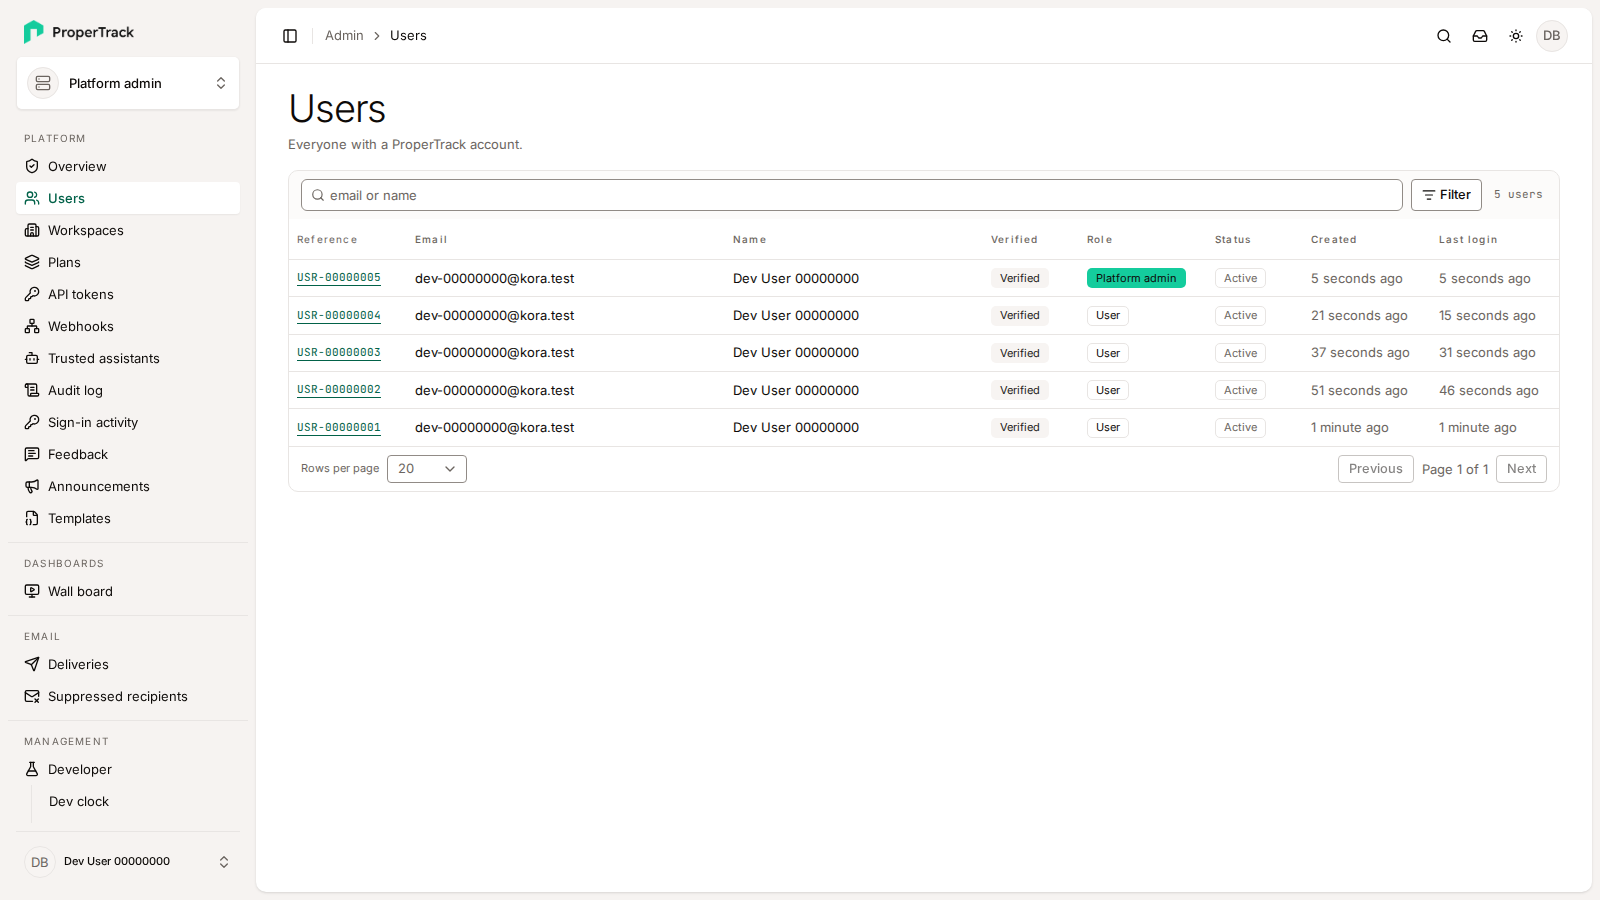 ProperTrack
Platform admin
PLATFORM
Overview
Users
Workspaces
Plans
API tokens
Webhooks
Trusted assistants
Audit log
Sign-in activity
Feedback
Announcements
Templates
DASHBOARDS
Wall board
EMAIL
Deliveries
Suppressed recipients
MANAGEMENT
Developer
Dev clock
DB Dev User 00000000
Admin > Users
DB
Users
Everyone with a ProperTrack account.
email or name Filter 5 users
Reference Email Name Verified Role Status Created Last login
USR-00000005 dev-00000000@kora.test Dev User 00000000 Verified Platform admin Active 5 seconds ago 5 seconds ago
USR-00000004 dev-00000000@kora.test Dev User 00000000 Verified User Active 21 seconds ago 15 seconds ago
USR-00000003 dev-00000000@kora.test Dev User 00000000 Verified User Active 37 seconds ago 31 seconds ago
USR-00000002 dev-00000000@kora.test Dev User 00000000 Verified User Active 51 seconds ago 46 seconds ago
USR-00000001 dev-00000000@kora.test Dev User 00000000 Verified User Active 1 minute ago 1 minute ago
Rows per page 20 Previous Page 1 of 1 Next